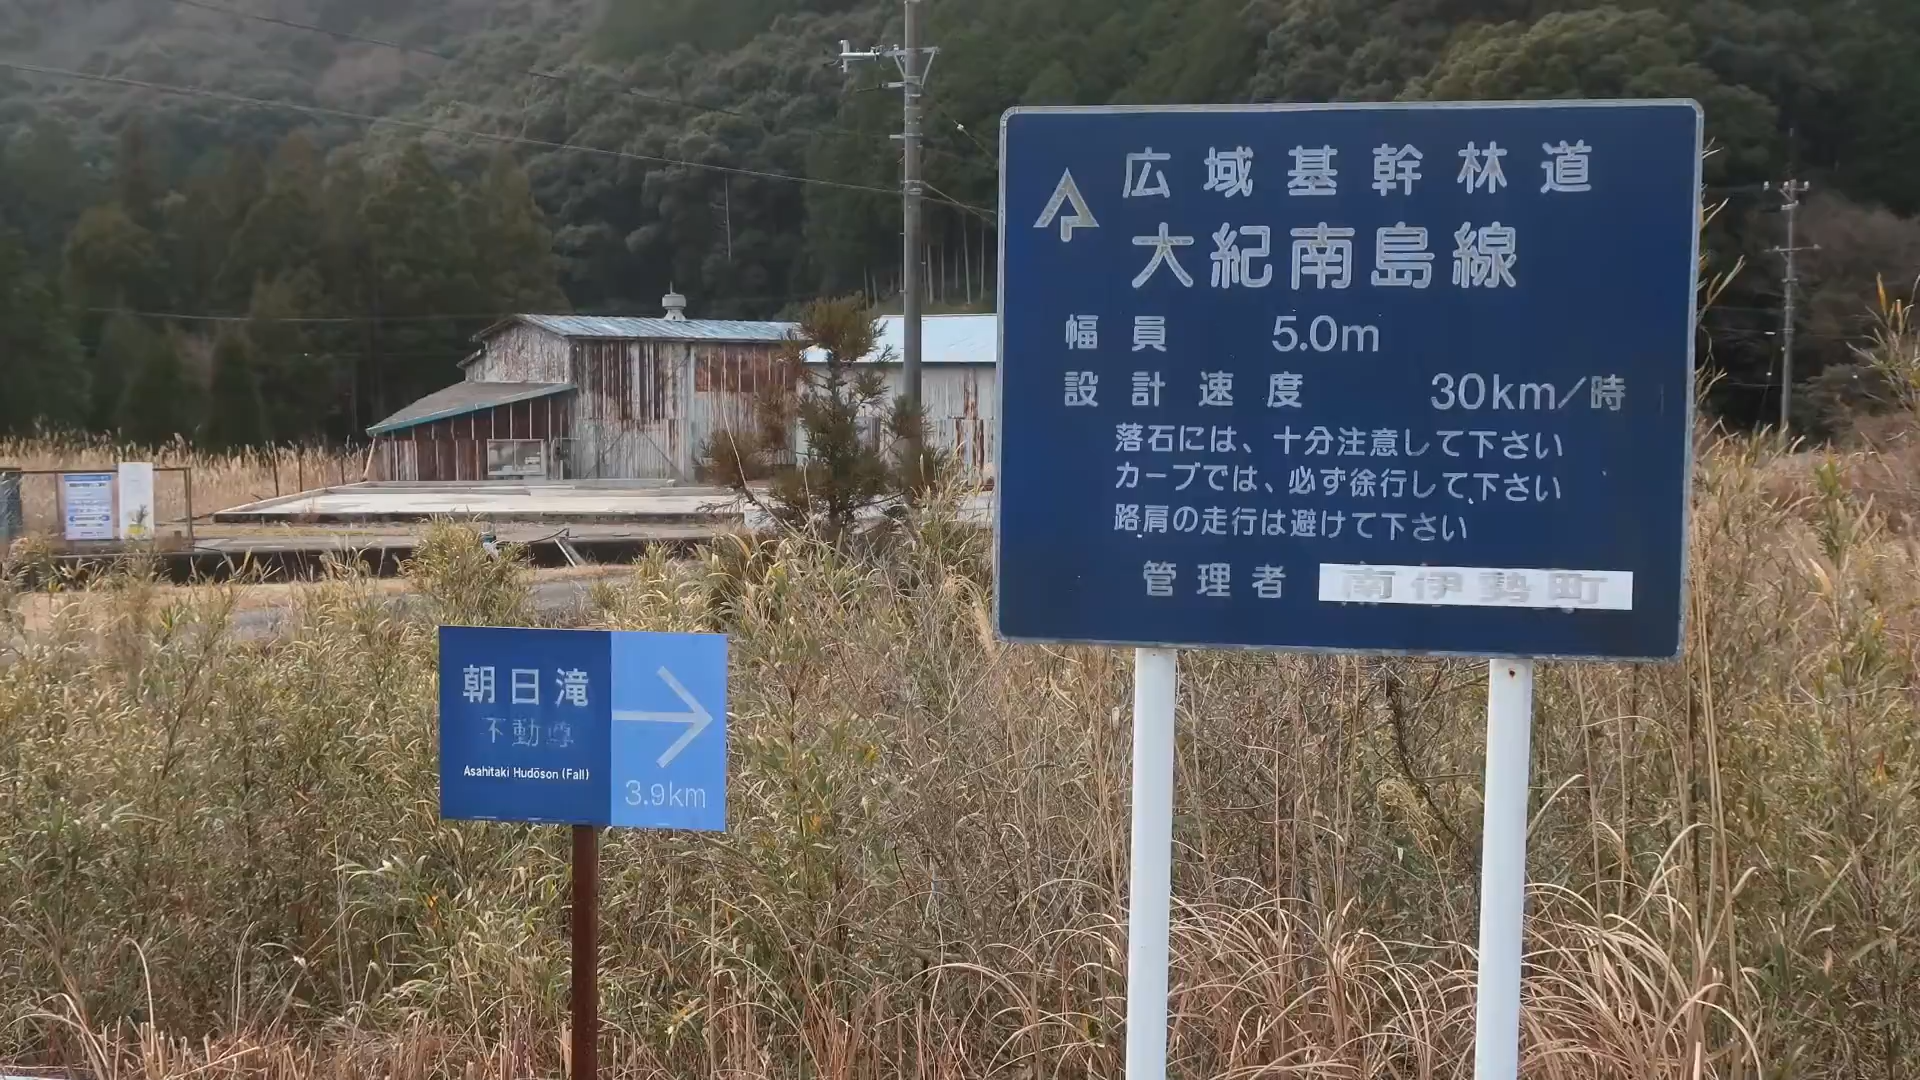 広域基幹林道
大紀南島線
幅員 5.0m
設計速度 30km/時
落石には、十分注意して下さい
カーブでは、必ず徐行して下さい
路肩の走行は避けて下さい
管理者 南伊勢町
朝日滝
不動尊
Asahitaki Hudōson (Fall)
3.9km